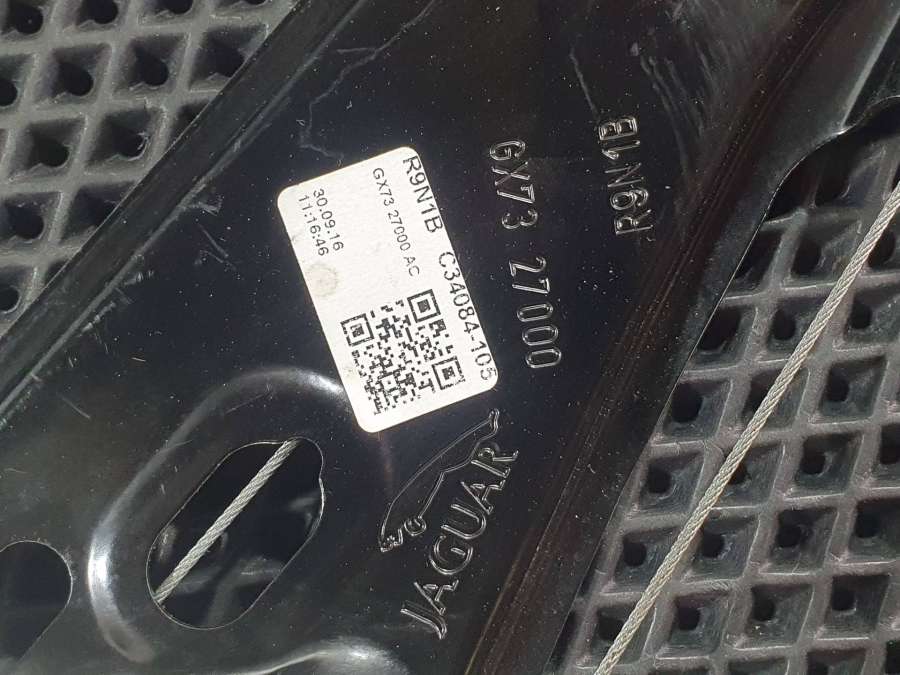 R9N1B C34084-105
GX73 27000 AC
30.09.16
11:16:46
R9N1B
GX73 27000
JAGUAR